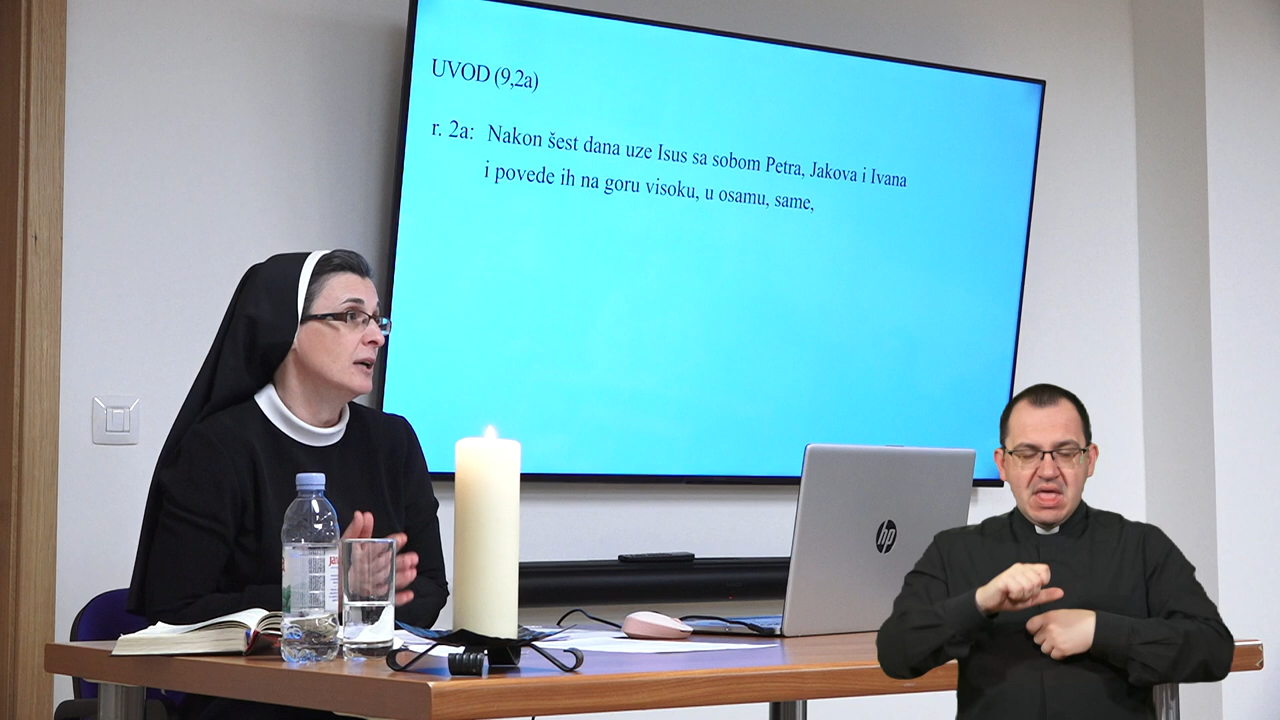 UVOD (9,2a)
r. 2a: Nakon šest dana uze Isus sa sobom Petra, Jakova i Ivana
i povede ih na goru visoku, u osamu, same,
hp